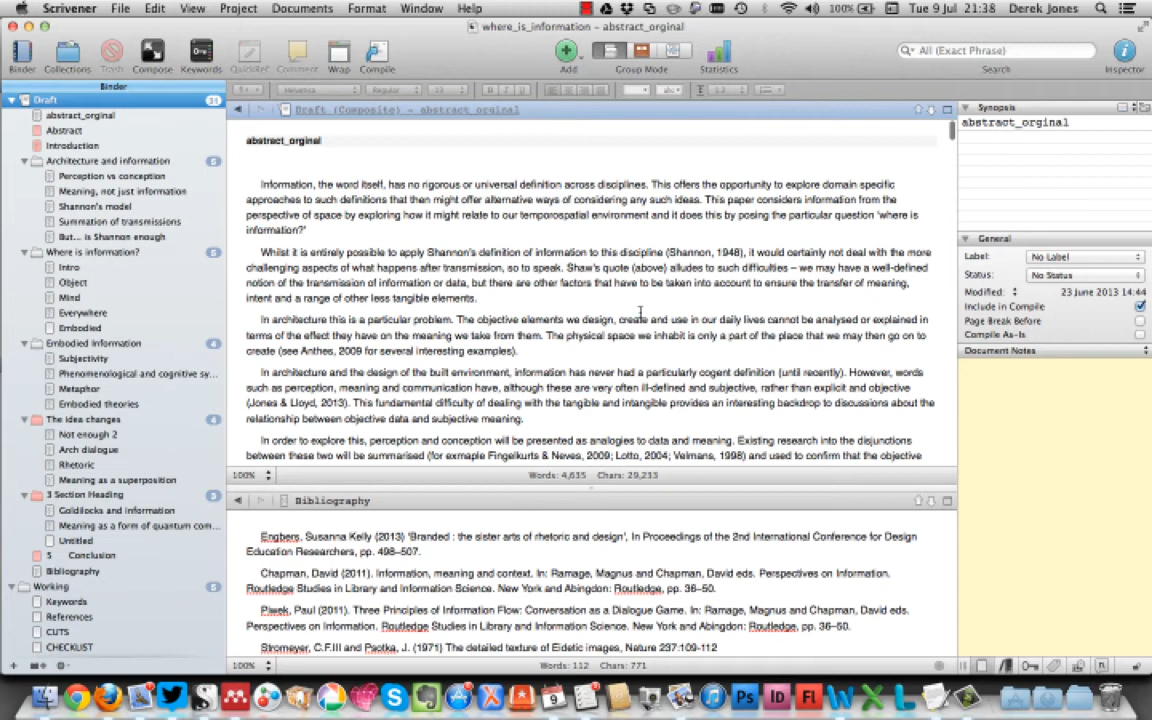 Scrivener File Edit View Project Documents Format Window Help 100% Tue 9 Jul 21:38 Derek Jones
where_is_information – abstract_orginal
All (Exact Phrase)
Binder Collections Trash Compose Keywords QuickRef Comment Wrap Compile Add Group Mode Statistics Search Inspector
Binder
Draft 31
abstract_orginal
Abstract
Introduction
Architecture and information 5
Perception vs conception
Meaning, not just information
Shannon's model
Summation of transmissions
But... is Shannon enough
Where is information? 5
Intro
Object
Mind
Everywhere
Embodied
Embodied Information 4
Subjectivity
Phenomenological and cognitive sy...
Metaphor
Embodied theories
The idea changes 4
Not enough 2
Arch dialogue
Rhetoric
Meaning as a superposition
3 Section Heading 3
Goldilocks and information
Meaning as a form of quantum com...
Untitled
5 Conclusion
Bibliography
Working 5
Keywords
References
CUTS
CHECKLIST
Helvetica Regular 13 1.3
Draft (Composite) – abstract_orginal
abstract_orginal
Information, the word itself, has no rigorous or universal definition across disciplines. This offers the opportunity to explore domain specific
approaches to such definitions that then might offer alternative ways of considering any such ideas. This paper considers information from the
perspective of space by exploring how it might relate to our temporospatial environment and it does this by posing the particular question 'where is
information?'
Whilst it is entirely possible to apply Shannon's definition of information to this discipline (Shannon, 1948), it would certainly not deal with the more
challenging aspects of what happens after transmission, so to speak. Shaw's quote (above) alludes to such difficulties – we may have a well-defined
notion of the transmission of information or data, but there are other factors that have to be taken into account to ensure the transfer of meaning,
intent and a range of other less tangible elements.
In architecture this is a particular problem. The objective elements we design, create and use in our daily lives cannot be analysed or explained in
terms of the effect they have on the meaning we take from them. The physical space we inhabit is only a part of the place that we may then go on to
create (see Anthes, 2009 for several interesting examples).
In architecture and the design of the built environment, information has never had a particularly cogent definition (until recently). However, words
such as perception, meaning and communication have, although these are very often ill-defined and subjective, rather than explicit and objective
(Jones & Lloyd, 2013). This fundamental difficulty of dealing with the tangible and intangible provides an interesting backdrop to discussions about the
relationship between objective data and subjective meaning.
In order to explore this, perception and conception will be presented as analogies to data and meaning. Existing research into the disjunctions
between these two will be summarised (for exmaple Fingelkurts & Neves, 2009; Lotto, 2004; Velmans, 1998) and used to confirm that the objective
100% Words: 4,635 Chars: 29,233
Bibliography
Engbers, Susanna Kelly (2013) 'Branded : the sister arts of rhetoric and design', In Proceedings of the 2nd International Conference for Design
Education Researchers, pp. 498–507.
Chapman, David (2011). Information, meaning and context. In: Ramage, Magnus and Chapman, David eds. Perspectives on Information.
Routledge Studies in Library and Information Science. New York and Abingdon: Routledge, pp. 36–50.
Piwek, Paul (2011). Three Principles of Information Flow: Conversation as a Dialogue Game. In: Ramage, Magnus and Chapman, David eds.
Perspectives on Information. Routledge Studies in Library and Information Science. New York and Abingdon: Routledge, pp. 36–50.
Stromeyer, C.F.III and Psotka, J. (1971) The detailed texture of Eidetic images, Nature 237:109-112
100% Words: 112 Chars: 771
Synopsis
abstract_orginal
General
Label: No Label
Status: No Status
Modified: 23 June 2013 14:44
Include in Compile
Page Break Before
Compile As-Is
Document Notes